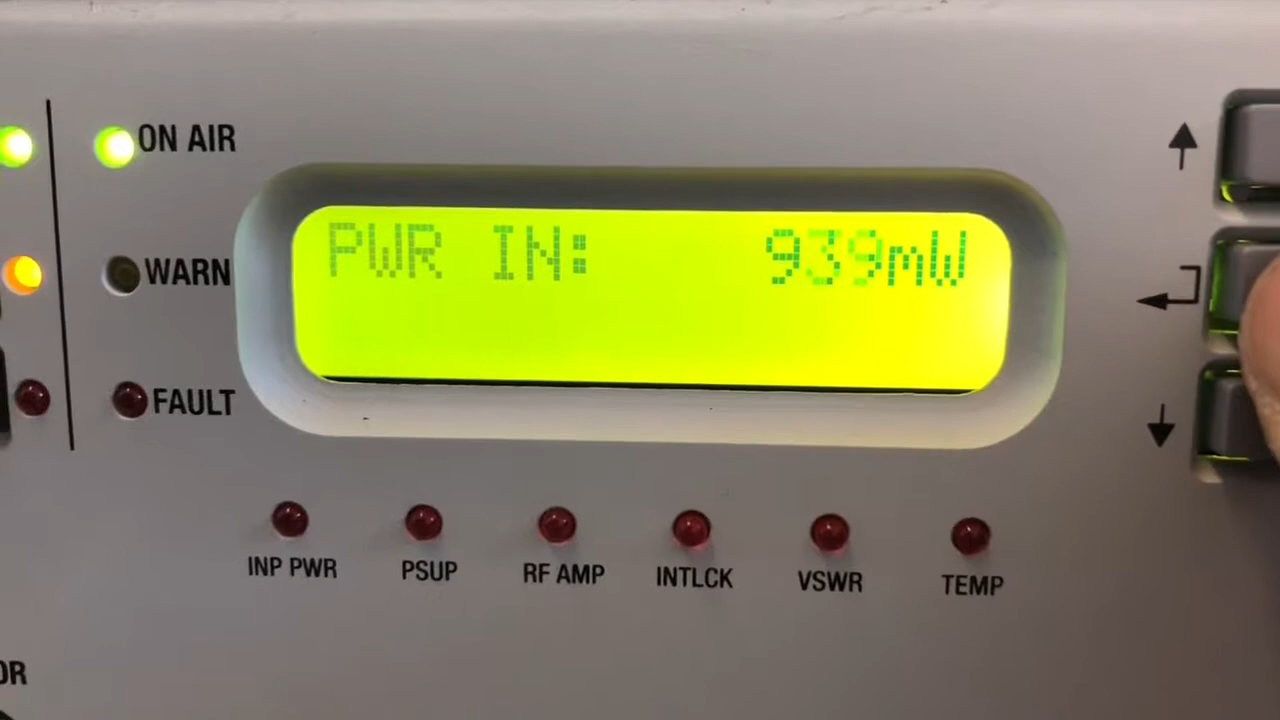 ON AIR
PWR IN: 939mW
WARN
FAULT
INP PWR PSUP RF AMP INTLCK VSWR TEMP
OR